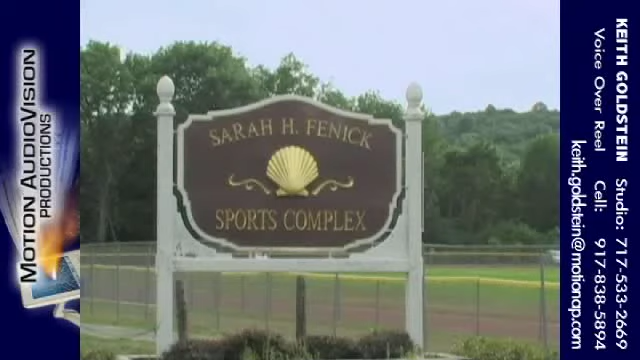 MOTION AUDIOVISION
PRODUCTIONS
SARAH H. FENICK
SPORTS COMPLEX
KEITH GOLDSTEIN Studio: 717-533-2669
Voice Over Reel Cell: 917-838-5894
keith.goldstein@motionap.com